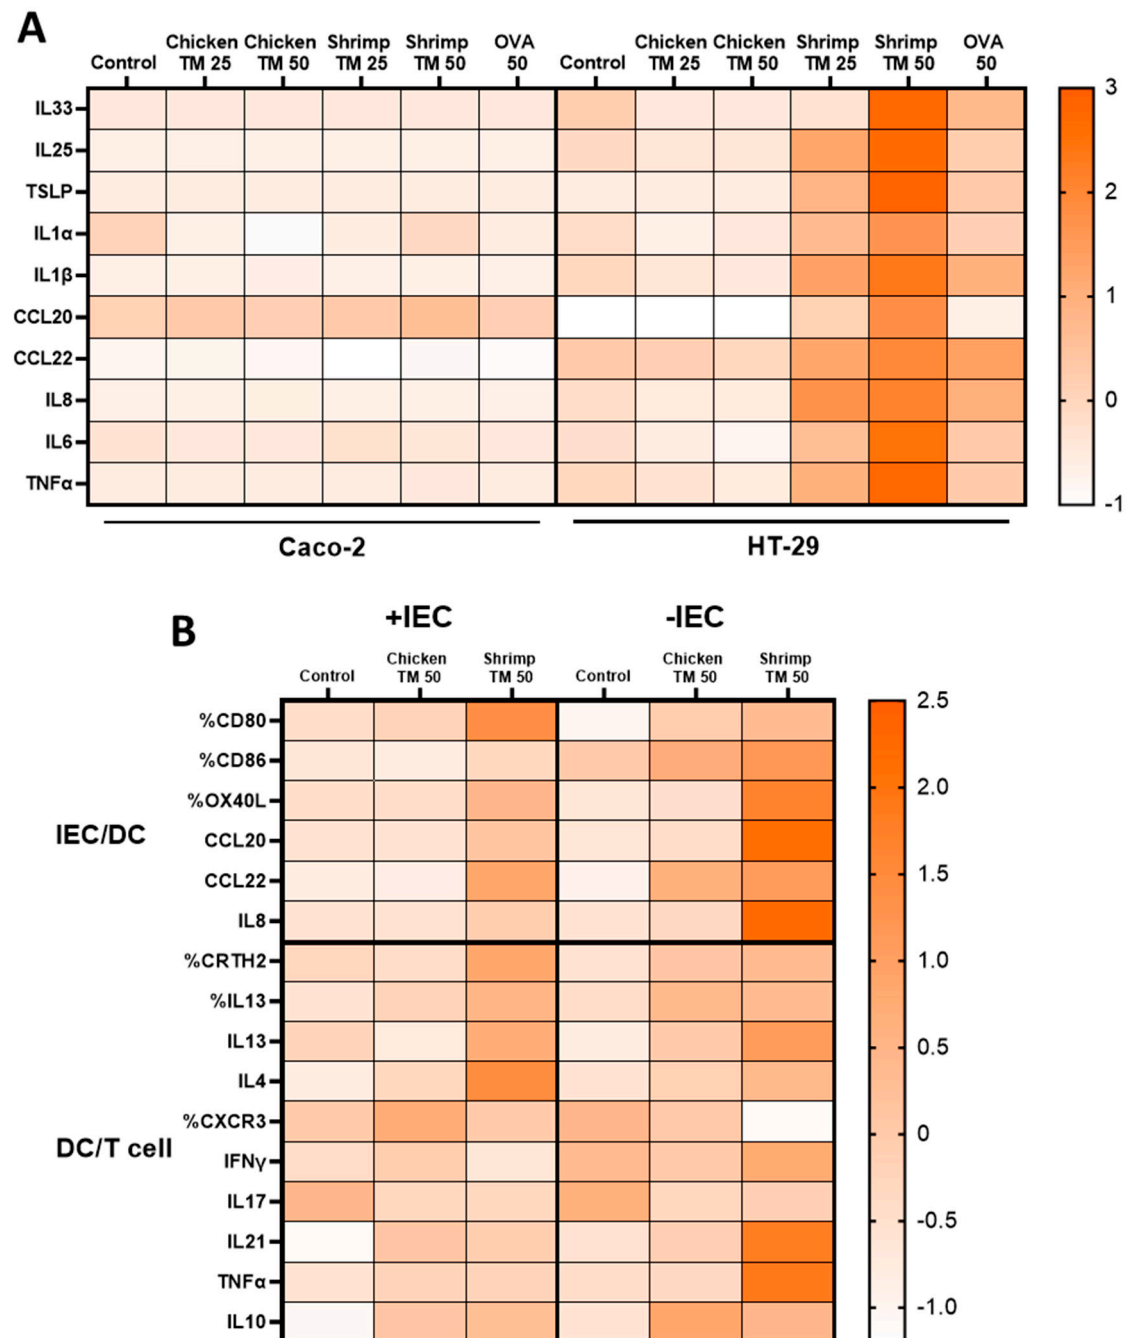 A
Control Chicken TM 25 Chicken TM 50 Shrimp TM 25 Shrimp TM 50 OVA 50 Control Chicken TM 25 Chicken TM 50 Shrimp TM 25 Shrimp TM 50 OVA 50
IL33
IL25
TSLP
IL1α
IL1β
CCL20
CCL22
IL8
IL6
TNFα
3
2
1
0
-1
Caco-2 HT-29
B
+IEC -IEC
Control Chicken TM 50 Shrimp TM 50 Control Chicken TM 50 Shrimp TM 50
IEC/DC
%CD80
%CD86
%OX40L
CCL20
CCL22
IL8
DC/T cell
%CRTH2
%IL13
IL13
IL4
%CXCR3
IFNγ
IL17
IL21
TNFα
IL10
2.5
2.0
1.5
1.0
0.5
0
-0.5
-1.0